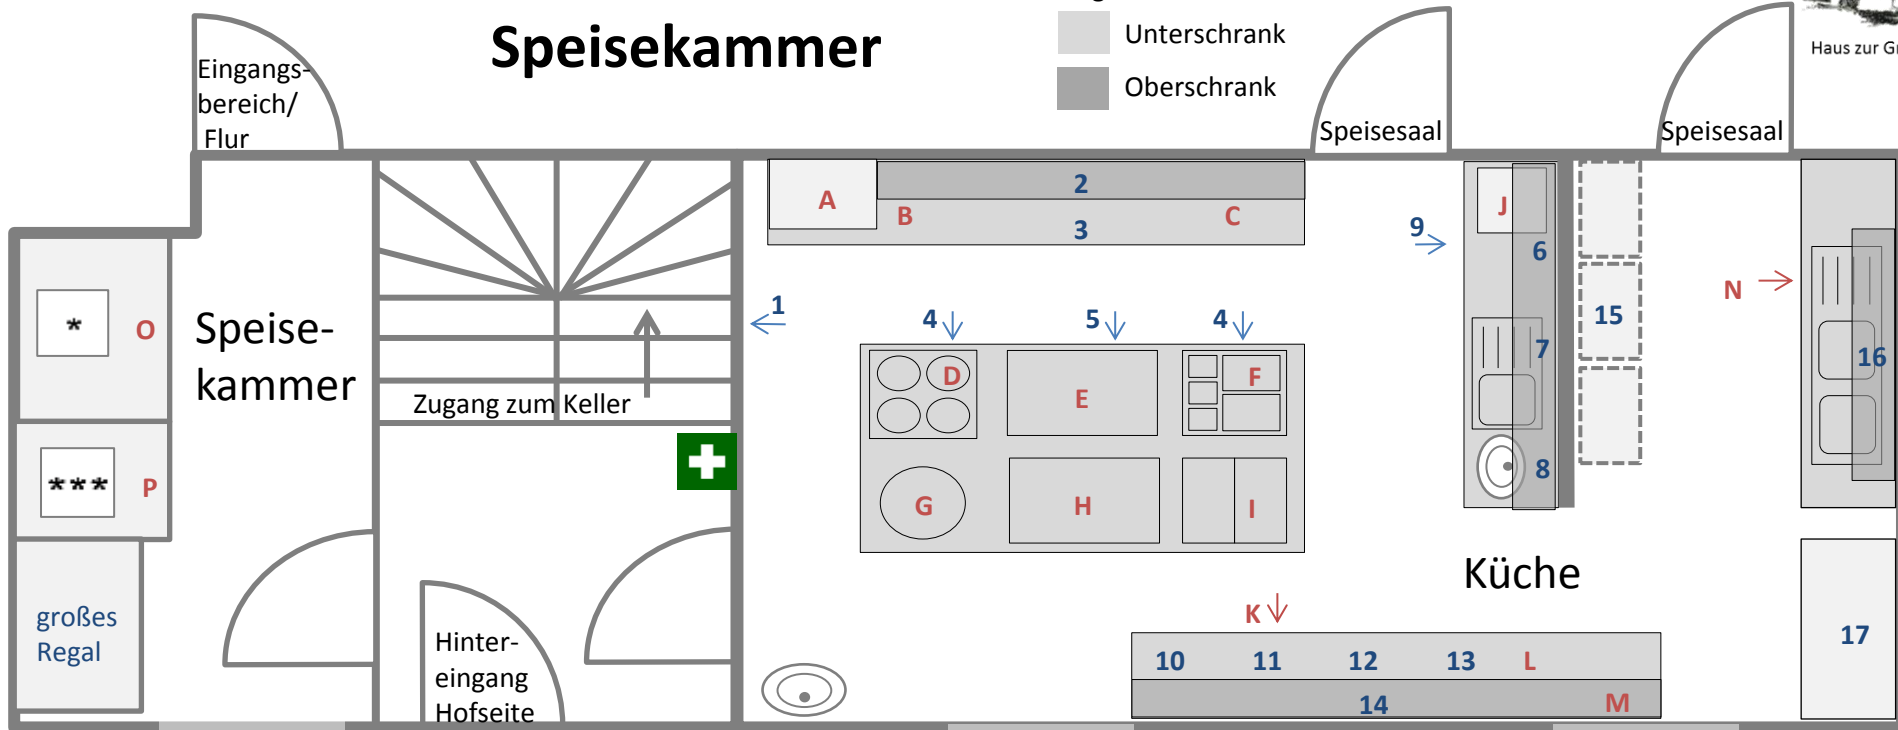 Speisekammer
Unterschrank
Oberschrank
Haus zur Gr
Eingangs-
bereich/
Flur
Speisesaal
Speisesaal
A
B
2
C
3
J
9
6
N
15
*
O
Speise-
kammer
1
4
5
4
7
16
D
E
F
Zugang zum Keller
***
P
8
G
H
I
Küche
großes
Regal
Hinter-
eingang
Hofseite
K
10
11
12
13
L
14
M
17